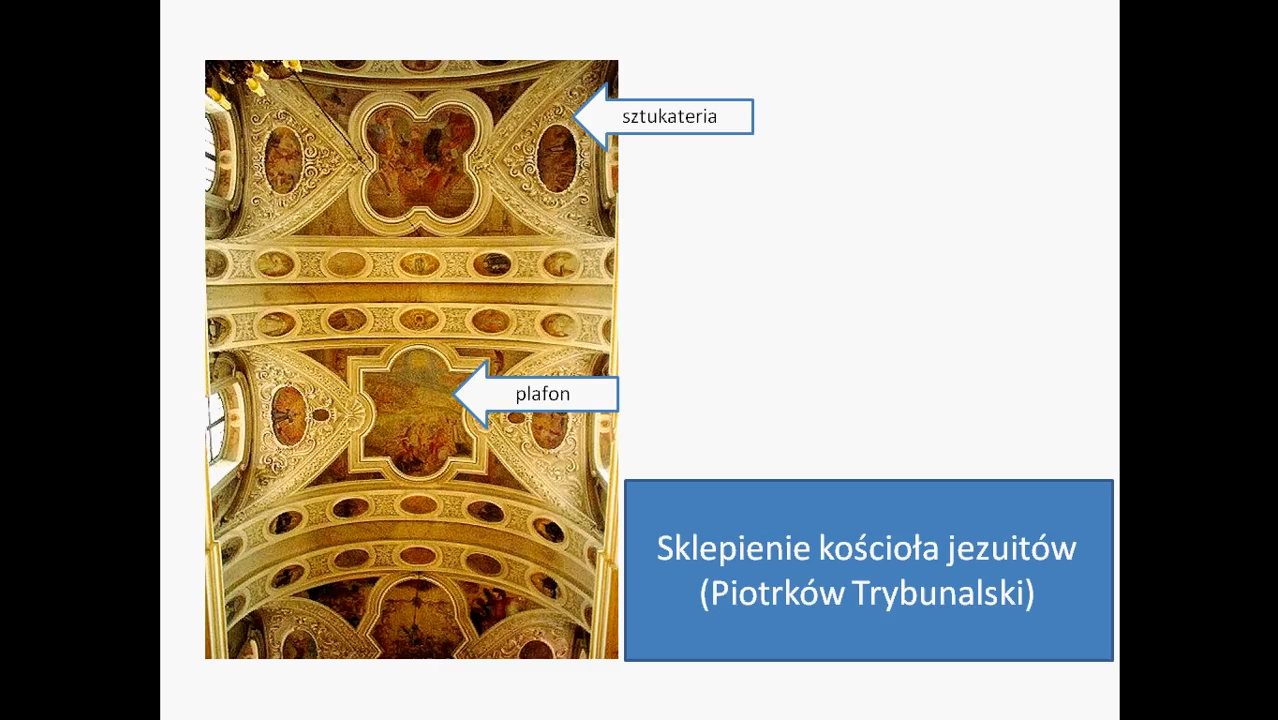 sztukateria
plafon
Sklepienie kościoła jezuitów
(Piotrków Trybunalski)